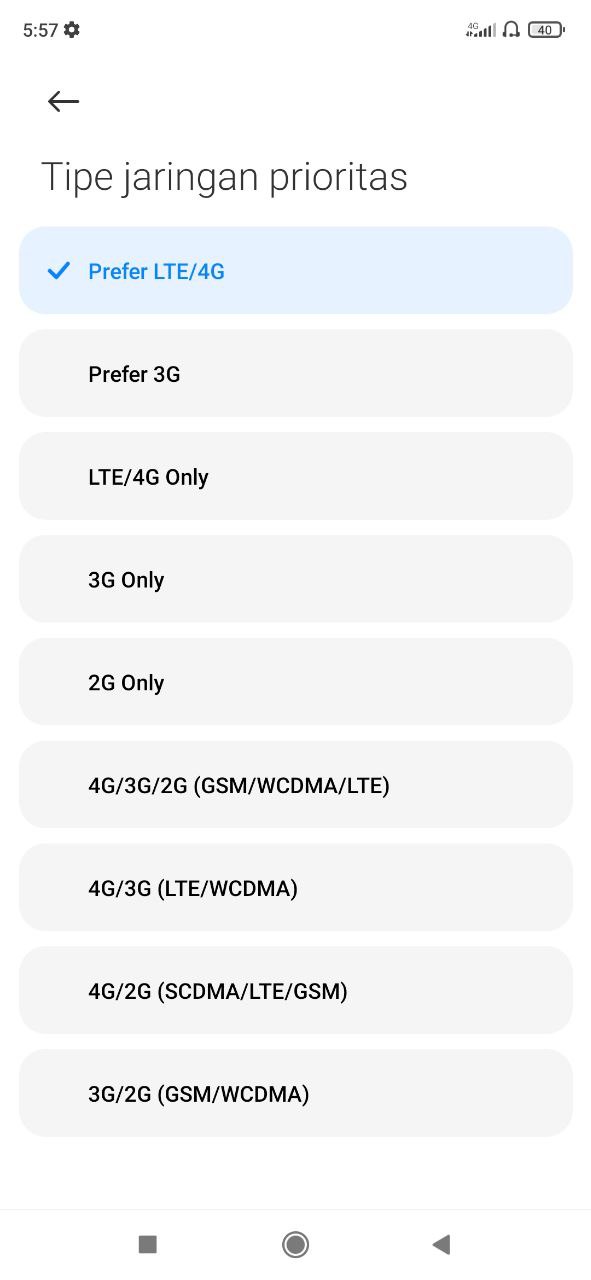 5:57
4G
40
Tipe jaringan prioritas
Prefer LTE/4G
Prefer 3G
LTE/4G Only
3G Only
2G Only
4G/3G/2G (GSM/WCDMA/LTE)
4G/3G (LTE/WCDMA)
4G/2G (SCDMA/LTE/GSM)
3G/2G (GSM/WCDMA)